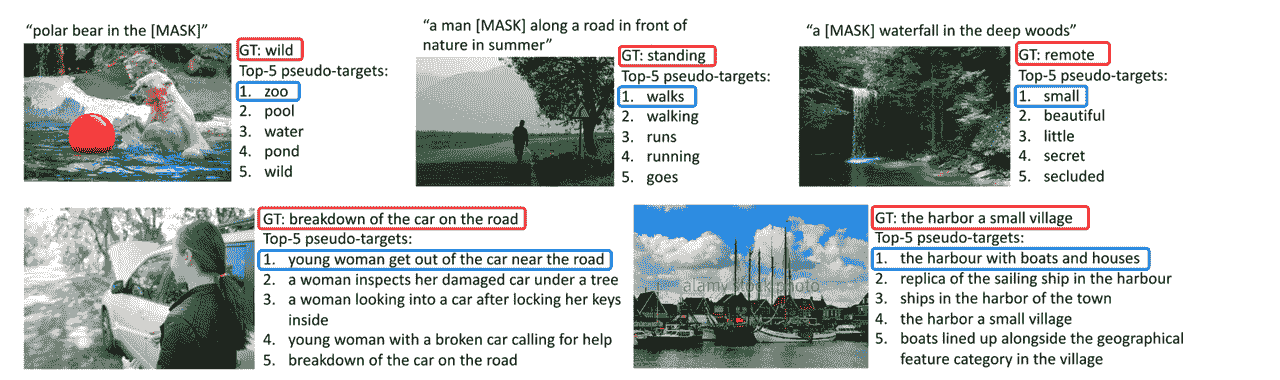 “polar bear in the [MASK]”
GT: wild
Top-5 pseudo-targets:
1. zoo
2. pool
3. water
4. pond
5. wild
“a man [MASK] along a road in front of
nature in summer”
GT: standing
Top-5 pseudo-targets:
1. walks
2. walking
3. runs
4. running
5. goes
“a [MASK] waterfall in the deep woods”
GT: remote
Top-5 pseudo-targets:
1. small
2. beautiful
3. little
4. secret
5. secluded
GT: breakdown of the car on the road
Top-5 pseudo-targets:
1. young woman get out of the car near the road
2. a woman inspects her damaged car under a tree
3. a woman looking into a car after locking her keys
inside
4. young woman with a broken car calling for help
5. breakdown of the car on the road
alamy stock photo
GT: the harbor a small village
Top-5 pseudo-targets:
1. the harbour with boats and houses
2. replica of the sailing ship in the harbour
3. ships in the harbor of the town
4. the harbor a small village
5. boats lined up alongside the geographical
feature category in the village